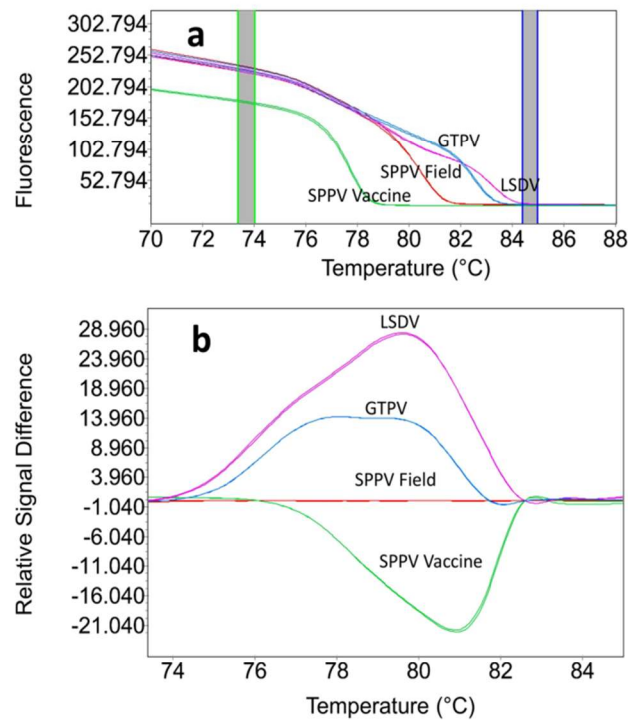 a
302.794
252.794
202.794
152.794
102.794
52.794
Fluorescence
GTPV
SPPV Field
LSDV
SPPV Vaccine
70 72 74 76 78 80 82 84 86 88
Temperature (°C)
b
28.960
23.960
18.960
13.960
8.960
3.960
-1.040
-6.040
-11.040
-16.040
-21.040
Relative Signal Difference
LSDV
GTPV
SPPV Field
SPPV Vaccine
74 76 78 80 82 84
Temperature (°C)